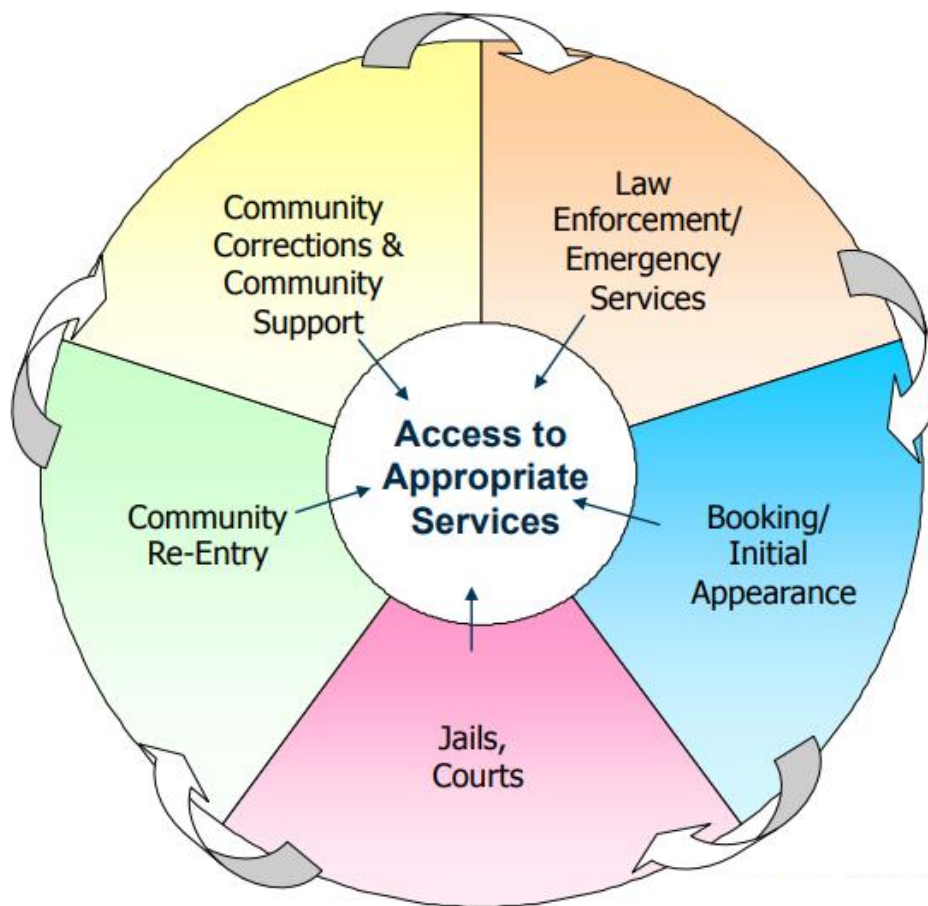 Community
Corrections &
Community
Support
Law
Enforcement/
Emergency
Services
Access to
Appropriate
Services
Community
Re-Entry
Booking/
Initial
Appearance
Jails,
Courts